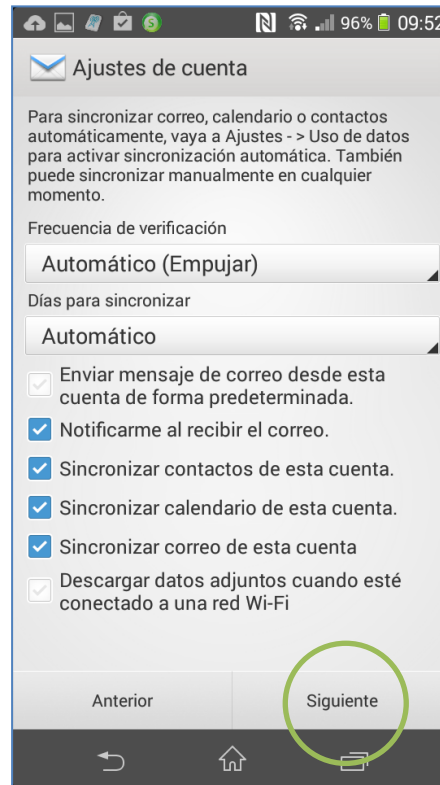 96% 09:52
Ajustes de cuenta
Para sincronizar correo, calendario o contactos
automáticamente, vaya a Ajustes - > Uso de datos
para activar sincronización automática. También
puede sincronizar manualmente en cualquier
momento.
Frecuencia de verificación
Automático (Empujar)
Días para sincronizar
Automático
Enviar mensaje de correo desde esta
cuenta de forma predeterminada.
Notificarme al recibir el correo.
Sincronizar contactos de esta cuenta.
Sincronizar calendario de esta cuenta.
Sincronizar correo de esta cuenta
Descargar datos adjuntos cuando esté
conectado a una red Wi-Fi
Anterior Siguiente